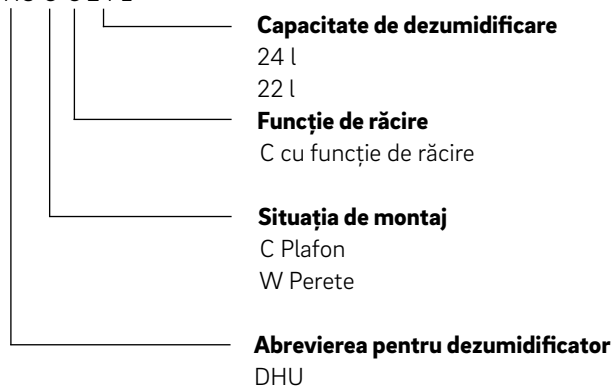 Capacitate de dezumidificare
24 l
22 l
Funcție de răcire
C cu funcție de răcire
Situația de montaj
C Plafon
W Perete
Abrevierea pentru dezumidificator
DHU